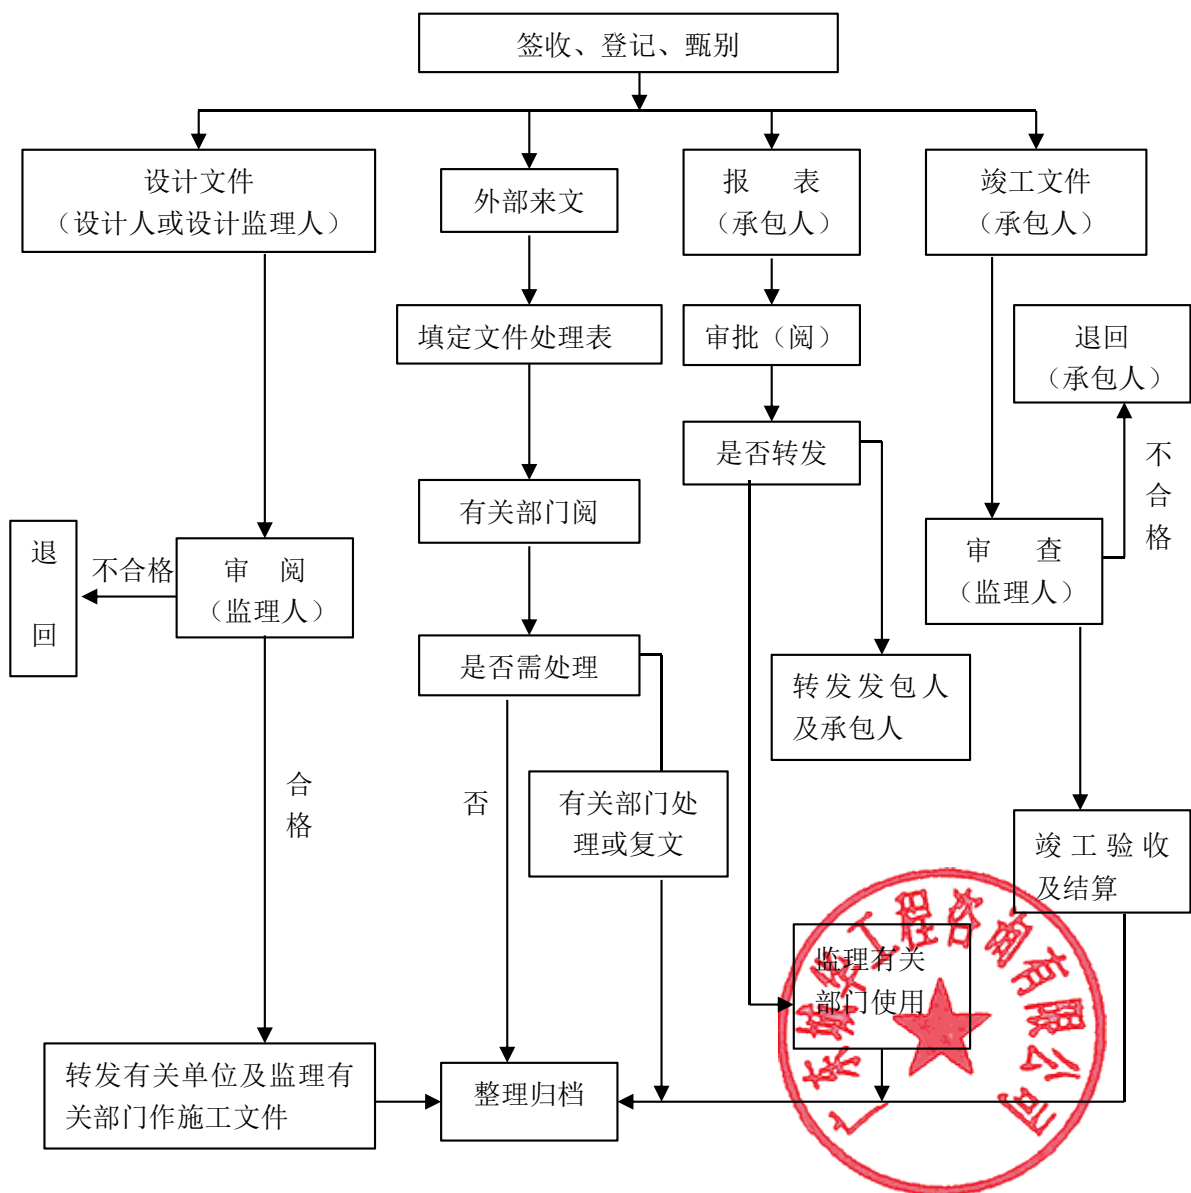 签收、登记、甄别
设计文件
（设计人或设计监理人）
外部来文
报 表
（承包人）
竣工文件
（承包人）
填定文件处理表
审批（阅）
退回
（承包人）
是否转发
不合格
有关部门阅
退回
不合格
审 阅
（监理人）
审 查
（监理人）
是否需处理
转发发包人
及承包人
合格
否
有关部门处
理或复文
竣工验收
及结算
监理有关
部门使用
转发有关单位及监理有
关部门作施工文件
整理归档